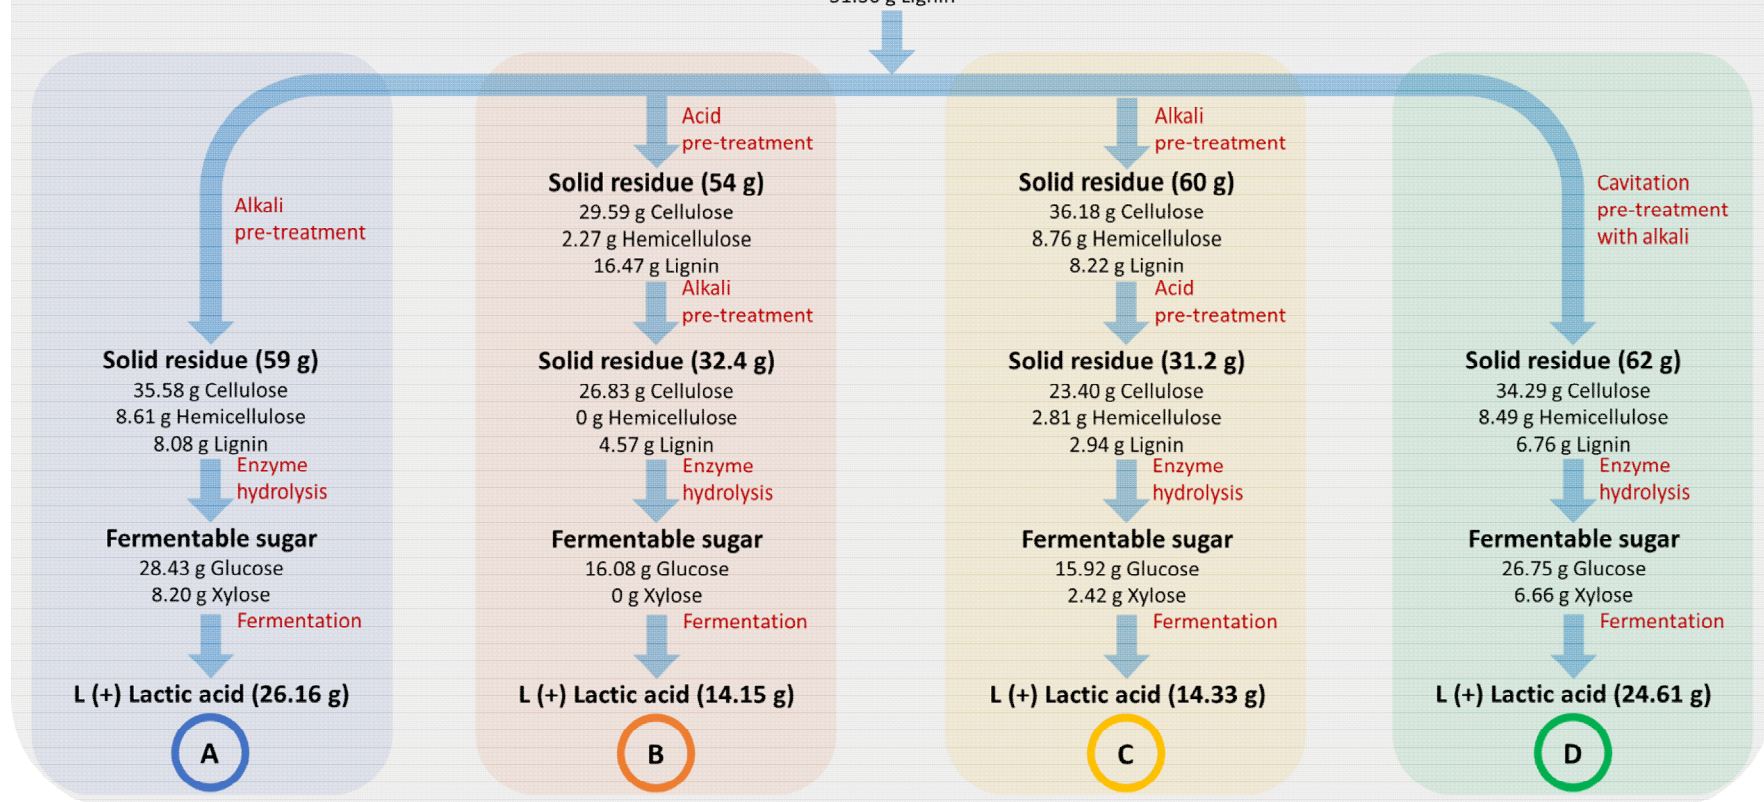 Acid
pre-treatment
Alkali
pre-treatment
Solid residue (54 g)
29.59 g Cellulose
2.27 g Hemicellulose
16.47 g Lignin
Solid residue (60 g)
36.18 g Cellulose
8.76 g Hemicellulose
8.22 g Lignin
Alkali
pre-treatment
Cavitation
pre-treatment
with alkali
Alkali
pre-treatment
Acid
pre-treatment
Solid residue (59 g)
35.58 g Cellulose
8.61 g Hemicellulose
8.08 g Lignin
Enzyme
hydrolysis
Fermentable sugar
28.43 g Glucose
8.20 g Xylose
Fermentation
L (+) Lactic acid (26.16 g)
A
Solid residue (32.4 g)
26.83 g Cellulose
0 g Hemicellulose
4.57 g Lignin
Enzyme
hydrolysis
Fermentable sugar
16.08 g Glucose
0 g Xylose
Fermentation
L (+) Lactic acid (14.15 g)
B
Solid residue (31.2 g)
23.40 g Cellulose
2.81 g Hemicellulose
2.94 g Lignin
Enzyme
hydrolysis
Fermentable sugar
15.92 g Glucose
2.42 g Xylose
Fermentation
L (+) Lactic acid (14.33 g)
C
Solid residue (62 g)
34.29 g Cellulose
8.49 g Hemicellulose
6.76 g Lignin
Enzyme
hydrolysis
Fermentable sugar
26.75 g Glucose
6.66 g Xylose
Fermentation
L (+) Lactic acid (24.61 g)
D